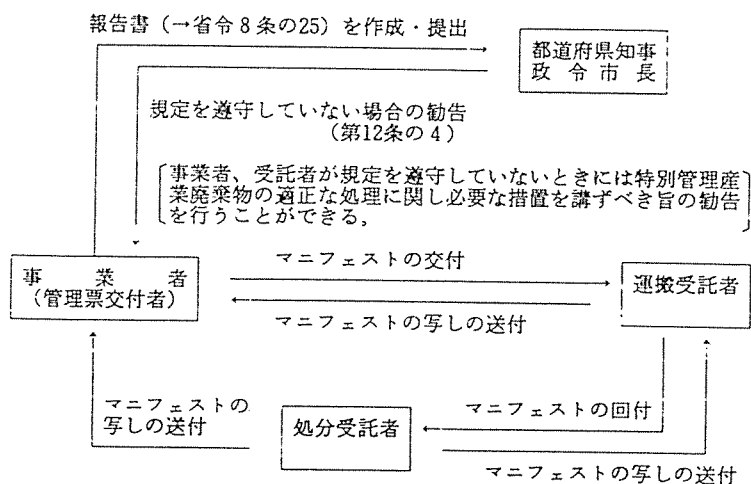 報告書（→省令8条の25）を作成・提出
都道府県知事
政令市長
規定を遵守していない場合の勧告
（第12条の4）
事業者、受託者が規定を遵守していないときには特別管理産
業廃棄物の適正な処理に関し必要な措置を講ずべき旨の勧告
を行うことができる。
マニフェストの交付
事業者
（管理票交付者）
運搬受託者
マニフェストの写しの送付
マニフェストの
写しの送付
処分受託者
マニフェストの回付
マニフェストの写しの送付